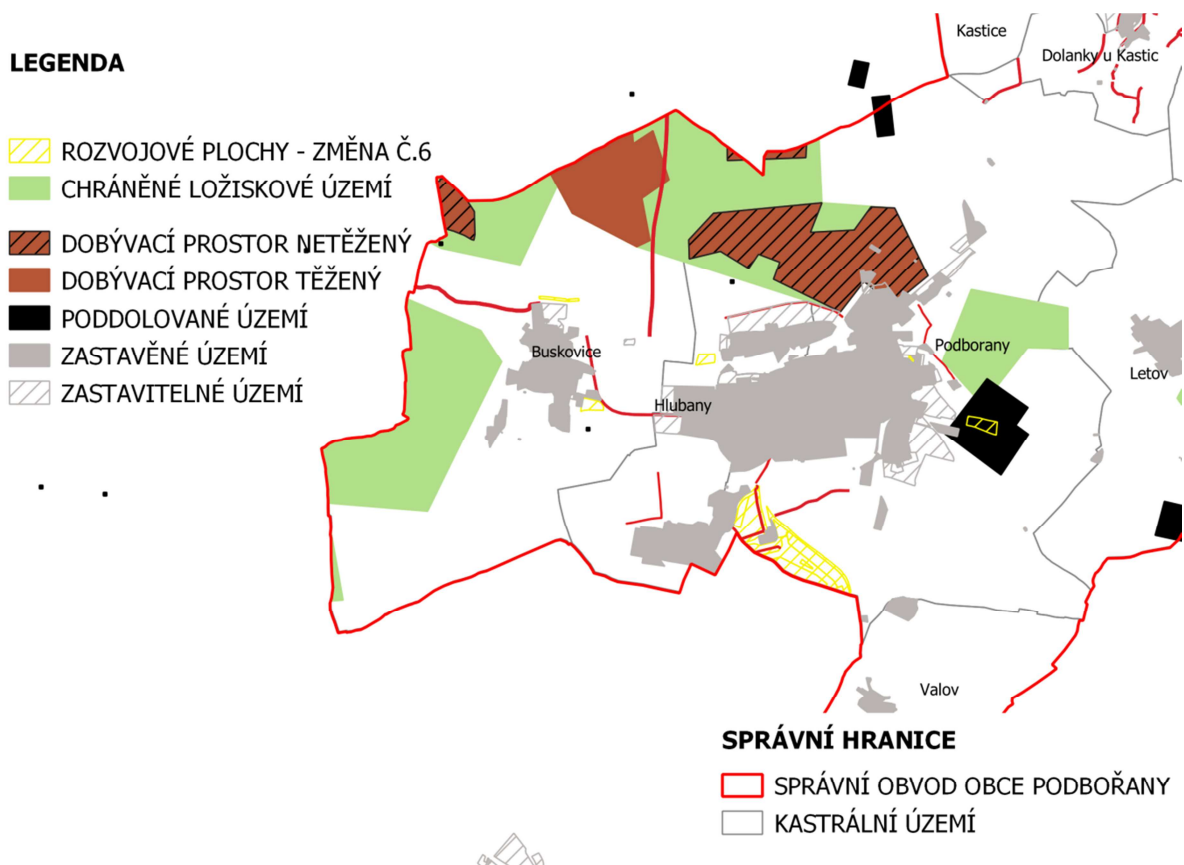 LEGENDA
ROZVOJOVÉ PLOCHY - ZMĚNA Č.6
CHRÁNĚNÉ LOŽISKOVÉ ÚZEMÍ
DOBÝVACÍ PROSTOR NETĚŽENÝ
DOBÝVACÍ PROSTOR TĚŽENÝ
PODDOLOVANÉ ÚZEMÍ
ZASTAVĚNÉ ÚZEMÍ
ZASTAVITELNÉ ÚZEMÍ
Kastice
Dolanky u Kastic
Buskovice
Podborany
Letov
Hlubany
Valov
SPRÁVNÍ HRANICE
SPRÁVNÍ OBVOD OBCE PODBOŘANY
KASTRÁLNÍ ÚZEMÍ